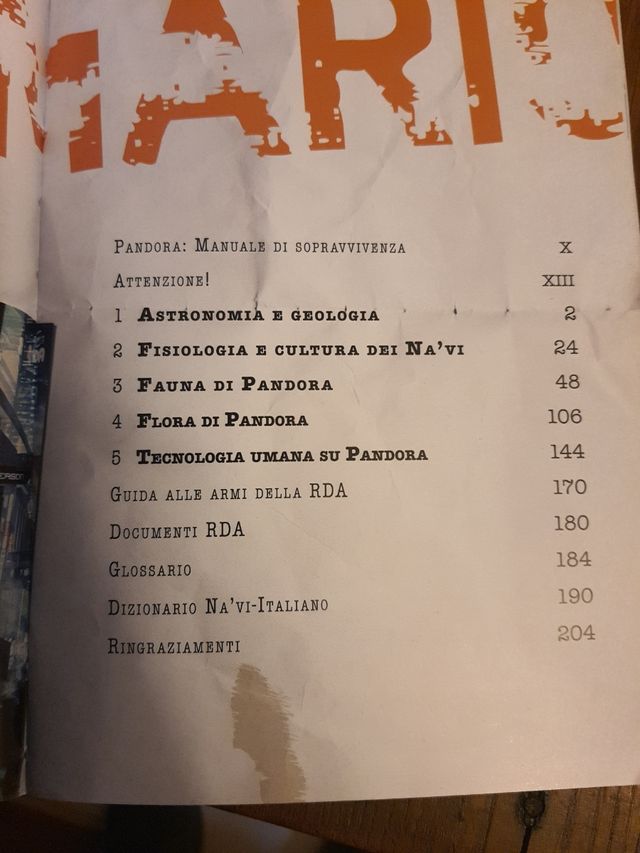 MARIO
Pandora: Manuale di sopravvivenza X
Attenzione! XIII
1 Astronomia e geologia 2
2 Fisiologia e cultura dei Na'vi 24
3 Fauna di Pandora 48
4 Flora di Pandora 106
5 Tecnologia umana su Pandora 144
Guida alle armi della RDA 170
Documenti RDA 180
Glossario 184
Dizionario Na'vi-Italiano 190
Ringraziamenti 204